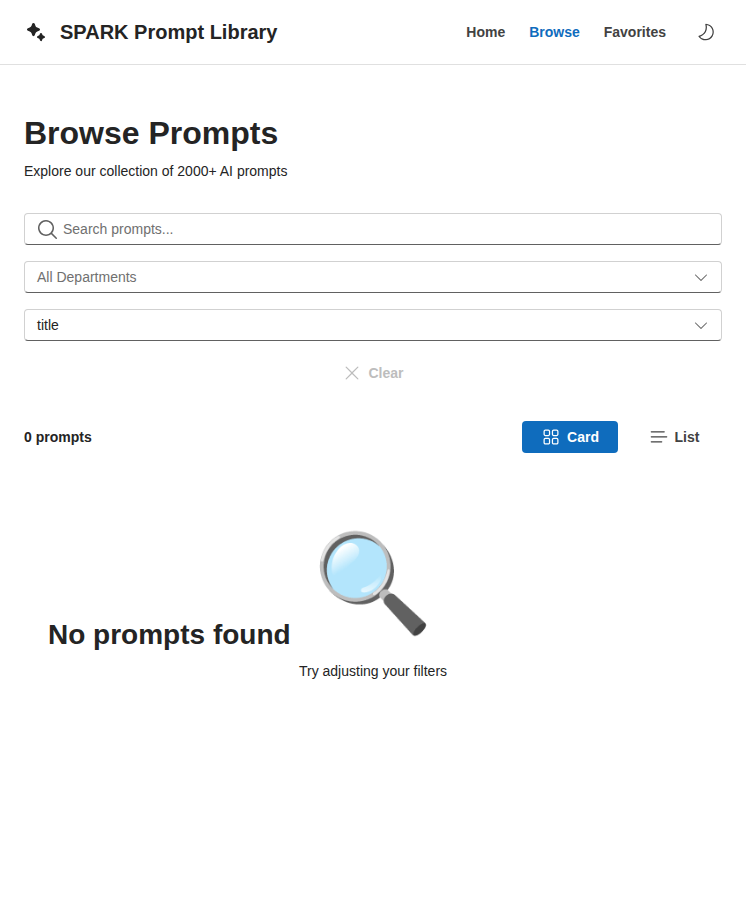 SPARK Prompt Library
Home
Browse
Favorites
Browse Prompts
Explore our collection of 2000+ AI prompts
Search prompts...
All Departments
title
Clear
0 prompts
Card
List
No prompts found
Try adjusting your filters